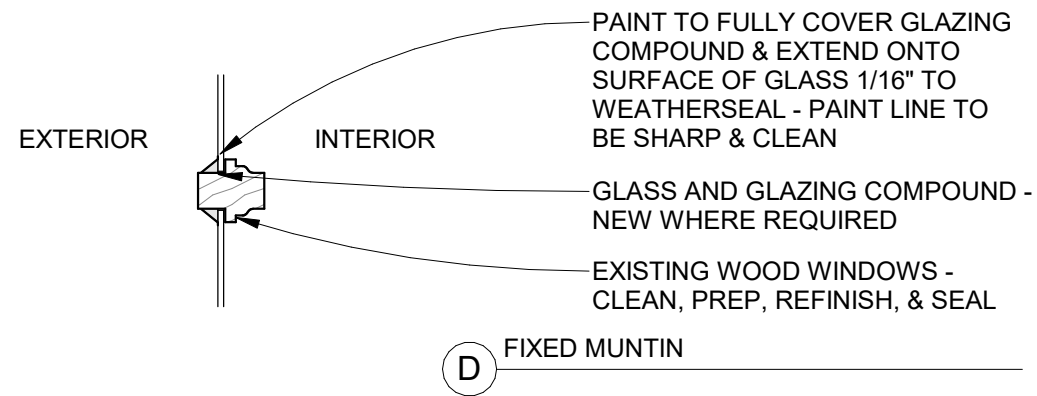 PAINT TO FULLY COVER GLAZING
COMPOUND & EXTEND ONTO
SURFACE OF GLASS 1/16" TO
WEATHERSEAL - PAINT LINE TO
BE SHARP & CLEAN
EXTERIOR
INTERIOR
GLASS AND GLAZING COMPOUND -
NEW WHERE REQUIRED
EXISTING WOOD WINDOWS -
CLEAN, PREP, REFINISH, & SEAL
D
FIXED MUNTIN